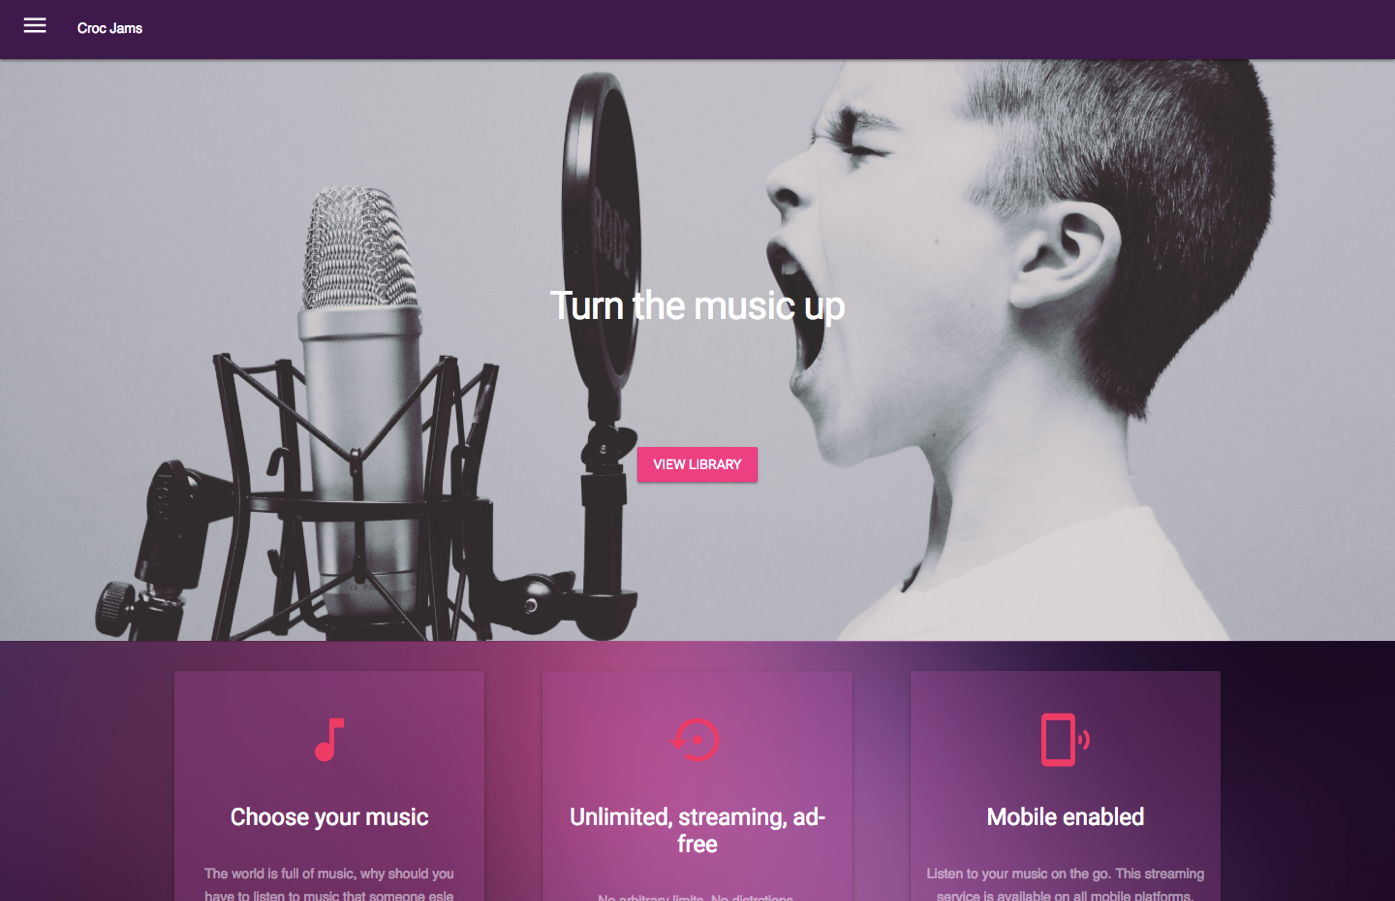 Croc Jams
RODE
Turn the music up
VIEW LIBRARY
Choose your music
Unlimited, streaming, ad-
free
Mobile enabled
The world is full of music, why should you
have to listen to music that someone esle
No arbitrary limits. No distrations.
Listen to your music on the go. This streaming
service is available on all mobile platforms.